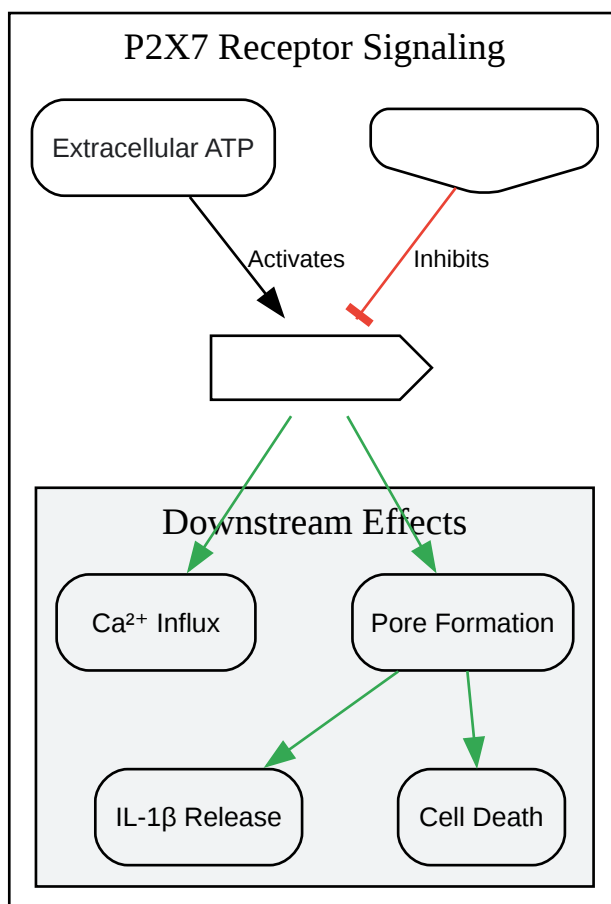 P2X7 Receptor Signaling
Extracellular ATP
Activates
Inhibits
Downstream Effects
Ca²⁺ Influx
Pore Formation
IL-1β Release
Cell Death